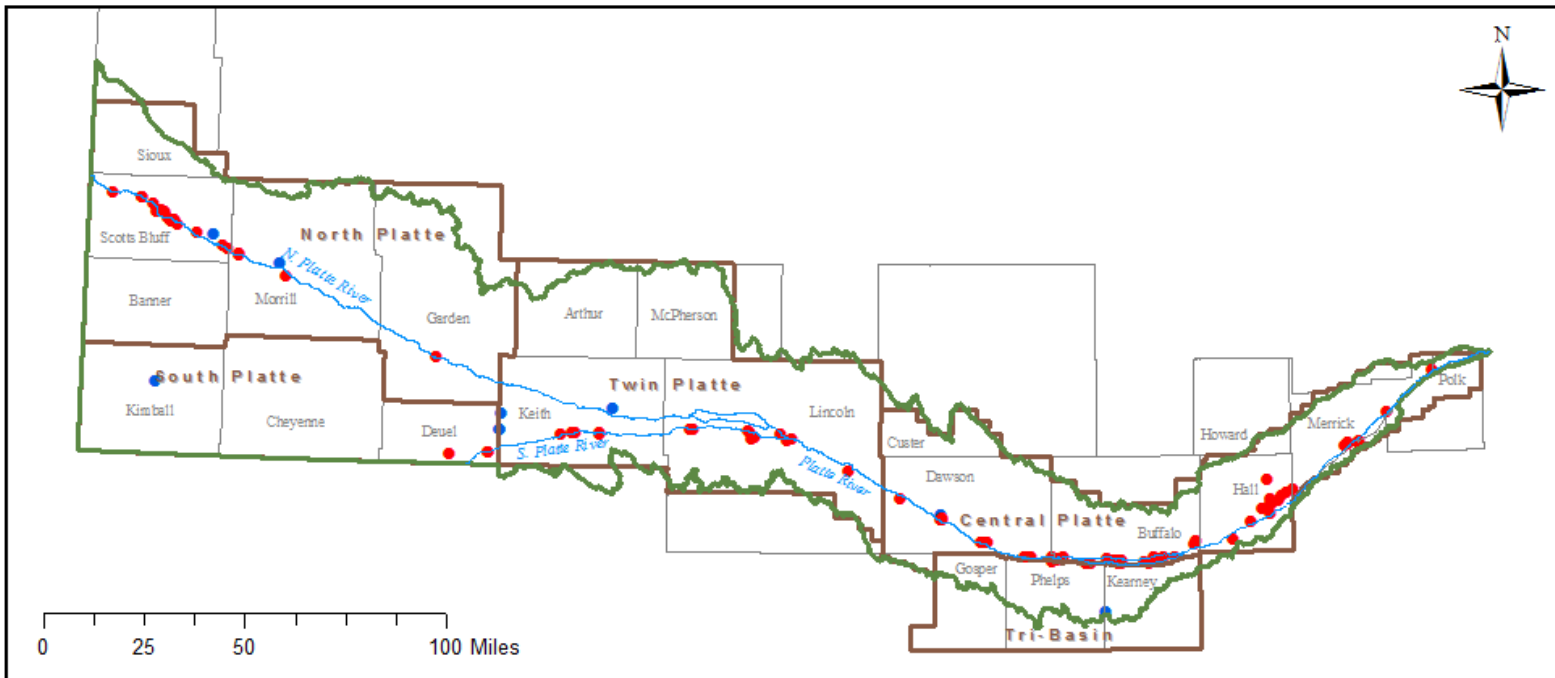 N
Sioux
Scotts Bluff
North Platte
N. Platte River
Banner
Morrill
Garden
Arthur
McPherson
South Platte
Kimball
Cheyenne
Deuel
Keith
Twin Platte
S. Platte River
Lincoln
Platte River
Custer
Dawson
Howard
Merrick
Polk
Hall
Central Platte
Buffalo
Gosper
Phelps
Kearney
Tri-Basin
0 25 50 100 Miles